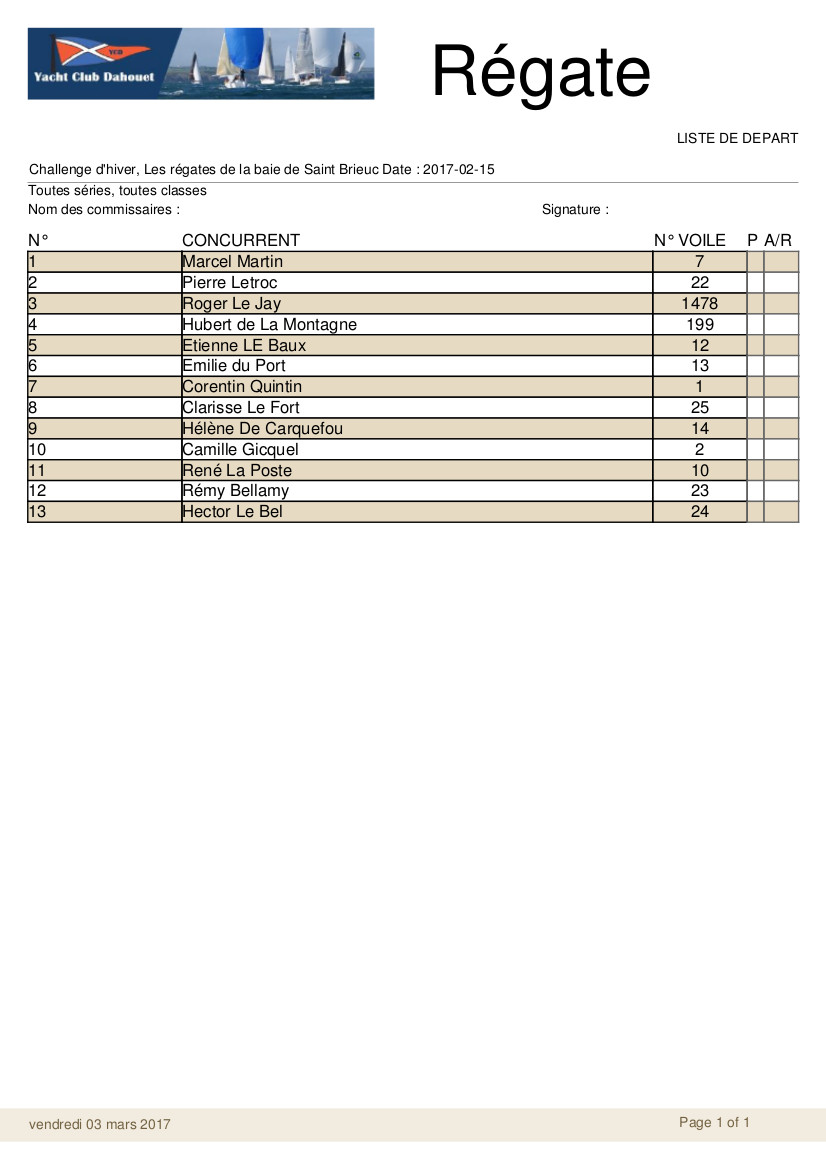 YCD
Yacht Club Dahouet
Régate
LISTE DE DEPART
Challenge d'hiver, Les régates de la baie de Saint Brieuc Date : 2017-02-15
Toutes séries, toutes classes
Nom des commissaires : Signature :
N° CONCURRENT N° VOILE P A/R
1 Marcel Martin 7
2 Pierre Letroc 22
3 Roger Le Jay 1478
4 Hubert de La Montagne 199
5 Etienne LE Baux 12
6 Emilie du Port 13
7 Corentin Quintin 1
8 Clarisse Le Fort 25
9 Hélène De Carquefou 14
10 Camille Gicquel 2
11 René La Poste 10
12 Rémy Bellamy 23
13 Hector Le Bel 24
vendredi 03 mars 2017 Page 1 of 1